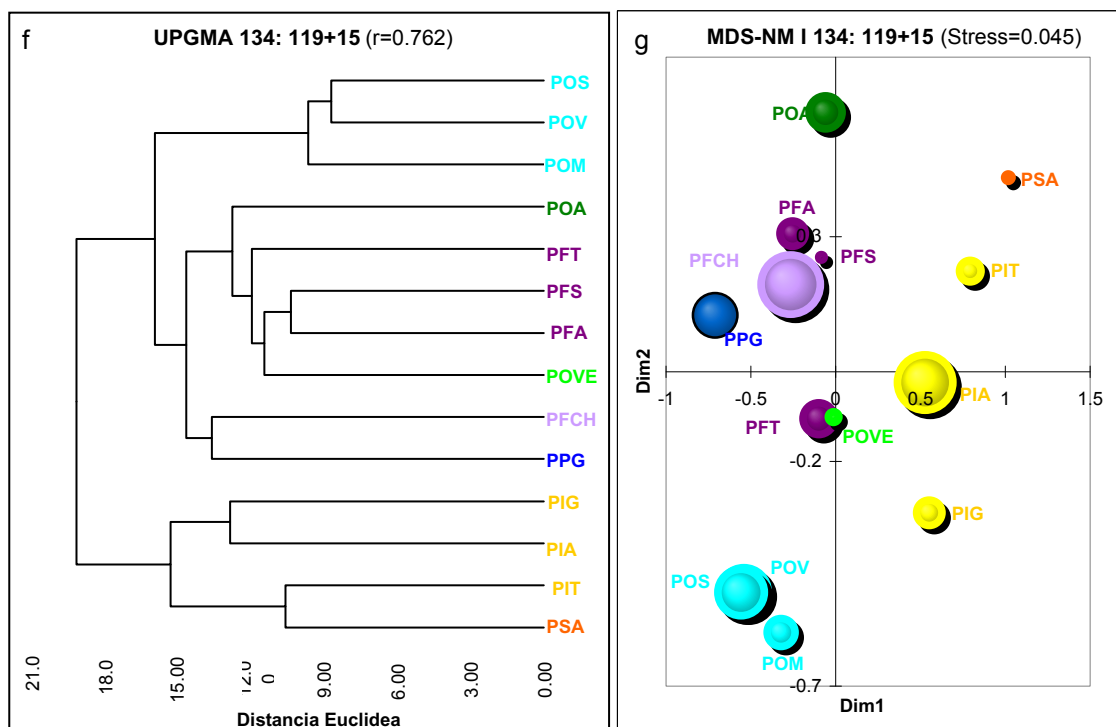 f
UPGMA 134: 119+15 (r=0.762)
POS
POV
POM
POA
PFT
PFS
PFA
POVE
PFCH
PPG
PIG
PIA
PIT
PSA
21.0
18.0
15.00
12.0
0
9.00
6.00
3.00
0.00
Distancia Euclidea
g
MDS-NM I 134: 119+15 (Stress=0.045)
POA
PSA
PFA
0.3
PFS
PFCH
PIT
PPG
Dim2
-1
-0.5
0
0.5
1
1.5
PIA
PFT
POVE
-0.2
PIG
POV
POS
POM
-0.7
Dim1